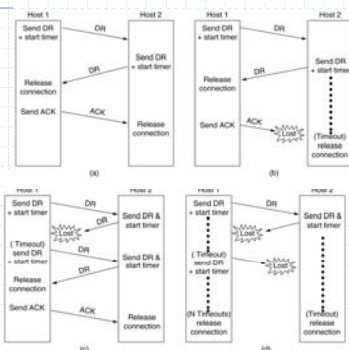 Host 1
Host 2
Send DR
+ start timer
DR
Send DR
+ start timer
DR
Release
connection
Send ACK
ACK
Release
connection
(a)
Host 1
Host 2
Send DR
+ start timer
DR
Send DR
+ start timer
DR
Release
connection
Send ACK
ACK
Lost
(Timeout)
release
connection
(b)
Host 1
Host 2
Send DR
+ start timer
DR
Send DR &
start timer
DR
Lost
( Timeout)
send DR
+ start timer
DR
Send DR &
start timer
DR
Release
connection
Send ACK
ACK
Release
connection
(c)
Host 1
Host 2
Send DR
+ start timer
DR
Send DR &
start timer
DR
Lost
( Timeout)
send DR
+ start timer
Lost
(N Timeouts)
release
connection
(Timeout)
release
connection
(d)